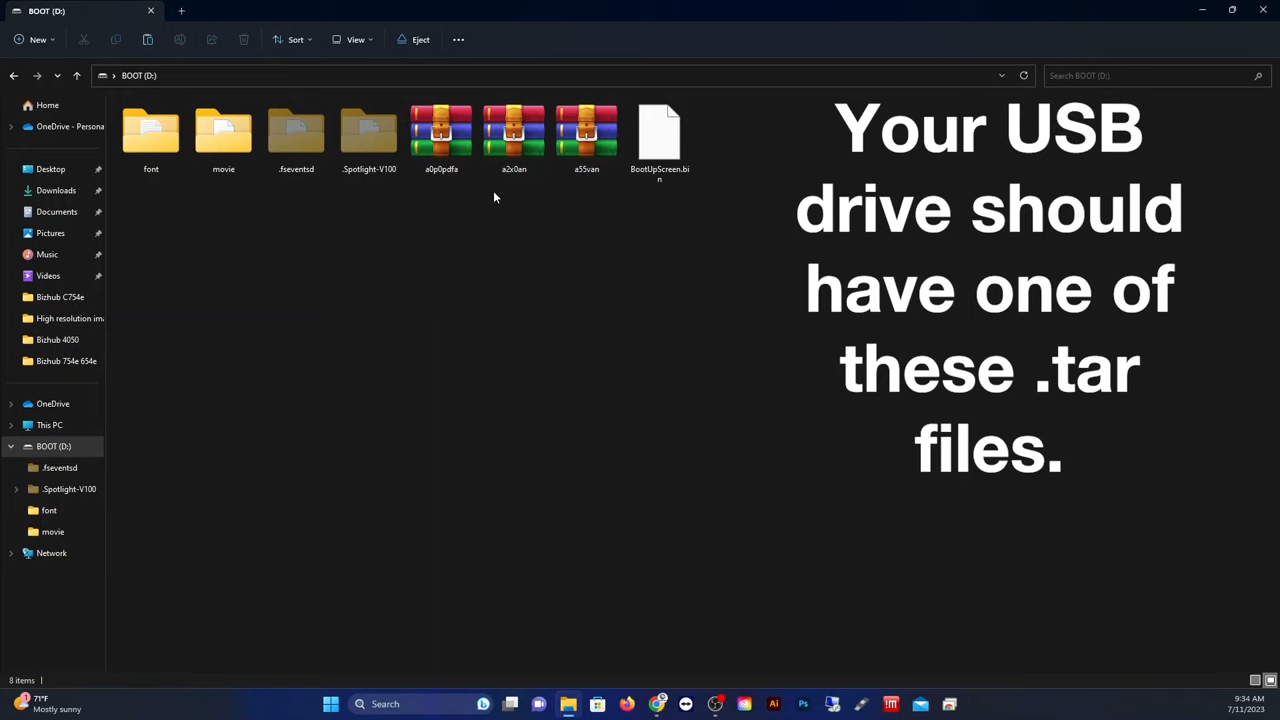 BOOT (D:)
New
Sort
View
Eject
BOOT (D:)
Search BOOT (D:)
Home
OneDrive - Persona
Desktop
Downloads
Documents
Pictures
Music
Videos
Bizhub C754e
High resolution ima
Bizhub 4050
Bizhub 754e 654e
OneDrive
This PC
BOOT (D:)
.fseventsd
.Spotlight-V100
font
movie
Network
font
movie
.fseventsd
.Spotlight-V100
a0p0pdfa
a2x0an
a55van
BootUpScreen.bi
n
Your USB
drive should
have one of
these .tar
files.
8 items
71°F
Mostly sunny
Search
9:34 AM
7/11/2023